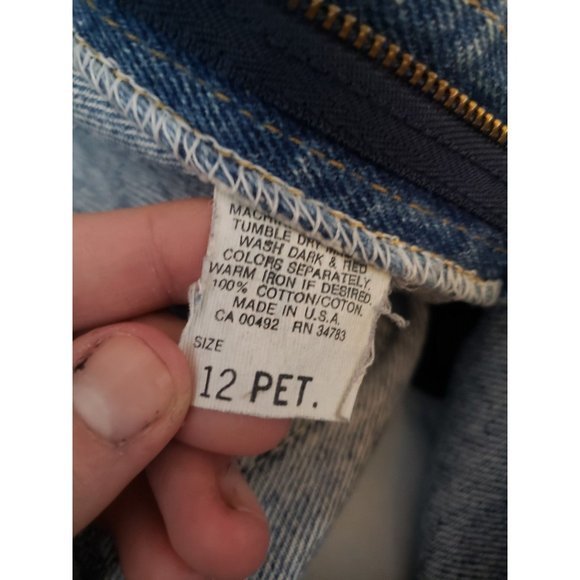 TUMBLE DRY
WASH DARK & RED
COLORS SEPARATELY.
WARM IRON IF DESIRED.
100% COTTON/COTON.
MADE IN U.S.A.
CA 00492 RN 34783
SIZE
12 PET.